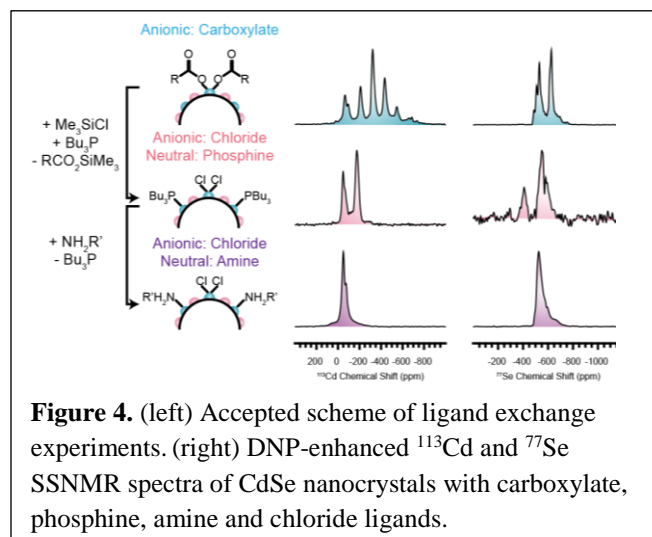 Anionic: Carboxylate
O O
R O O R
+ Me₃SiCl
+ Bu₃P
- RCO₂SiMe₃
Anionic: Chloride
Neutral: Phosphine
Cl Cl
Bu₃P PBu₃
+ NH₂R'
- Bu₃P
Anionic: Chloride
Neutral: Amine
Cl Cl
R'H₂N NH₂R'
200 0 -200 -400 -600 -800
¹¹³Cd Chemical Shift (ppm)
-200 -400 -600 -800 -1000
⁷⁷Se Chemical Shift (ppm)
Figure 4. (left) Accepted scheme of ligand exchange
experiments. (right) DNP-enhanced ¹¹³Cd and ⁷⁷Se
SSNMR spectra of CdSe nanocrystals with carboxylate,
phosphine, amine and chloride ligands.